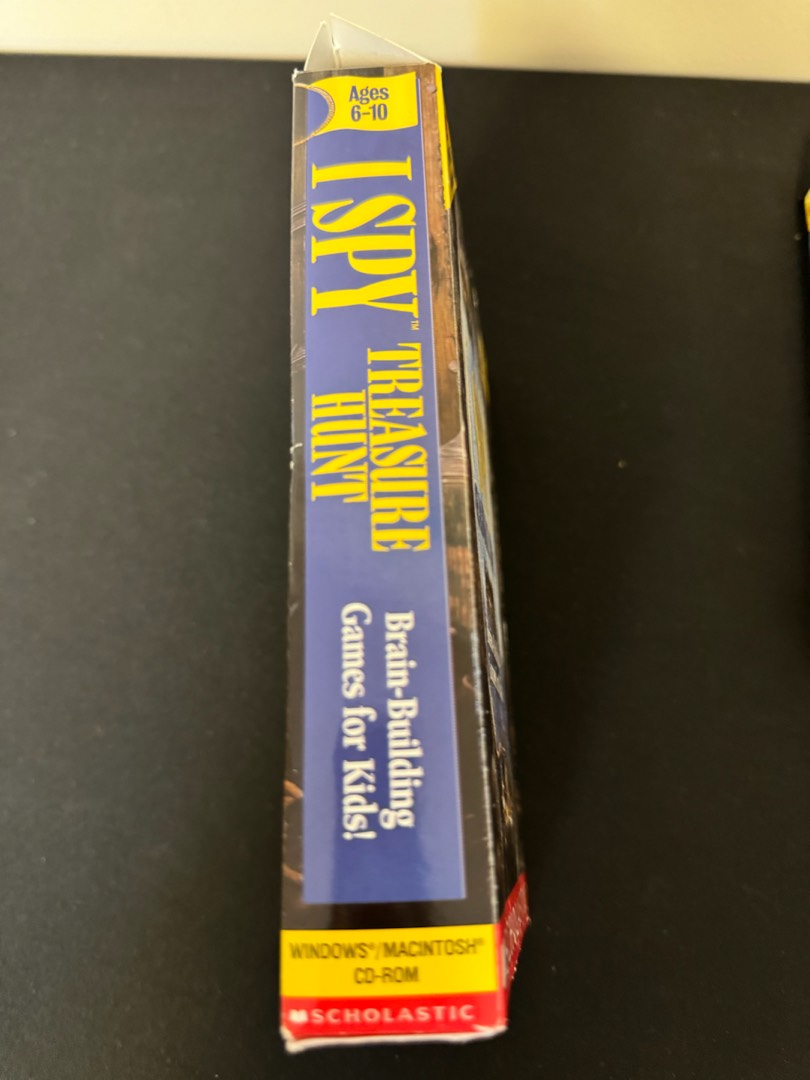 Ages
6-10
I SPY™
TREASURE
HUNT
Brain-Building
Games for Kids!
WINDOWS®/MACINTOSH®
CD-ROM
SCHOLASTIC